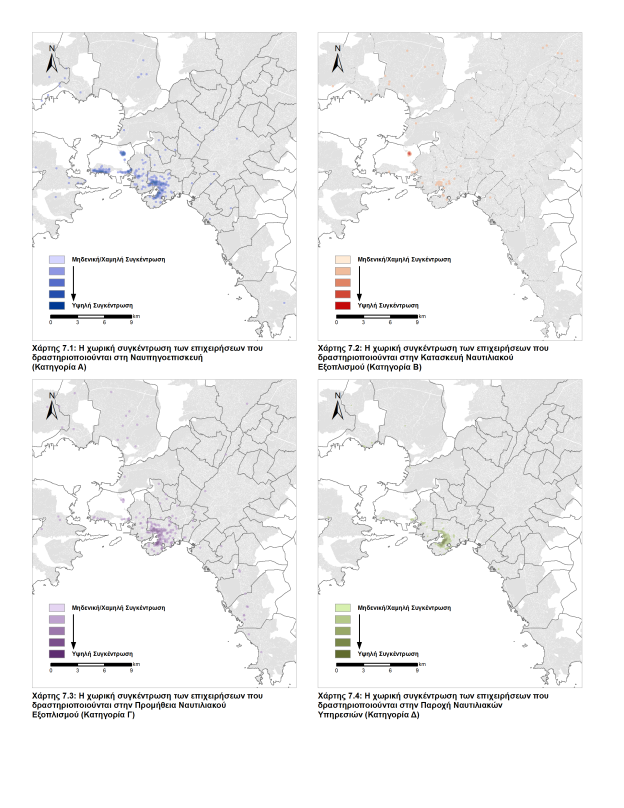 N
Μηδενική/Χαμηλή Συγκέντρωση
Υψηλή Συγκέντρωση
0 3 6 9 km
Χάρτης 7.1: Η χωρική συγκέντρωση των επιχειρήσεων που
δραστηριοποιούνται στη Ναυπηγοεπισκευή
(Κατηγορία Α)
N
Μηδενική/Χαμηλή Συγκέντρωση
Υψηλή Συγκέντρωση
0 3 6 9 km
Χάρτης 7.2: Η χωρική συγκέντρωση των επιχειρήσεων που
δραστηριοποιούνται στην Κατασκευή Ναυτιλιακού
Εξοπλισμού (Κατηγορία Β)
N
Μηδενική/Χαμηλή Συγκέντρωση
Υψηλή Συγκέντρωση
0 3 6 9 km
Χάρτης 7.3: Η χωρική συγκέντρωση των επιχειρήσεων που
δραστηριοποιούνται στην Προμήθεια Ναυτιλιακού
Εξοπλισμού (Κατηγορία Γ)
N
Μηδενική/Χαμηλή Συγκέντρωση
Υψηλή Συγκέντρωση
0 3 6 9 km
Χάρτης 7.4: Η χωρική συγκέντρωση των επιχειρήσεων που
δραστηριοποιούνται στην Παροχή Ναυτιλιακών
Υπηρεσιών (Κατηγορία Δ)